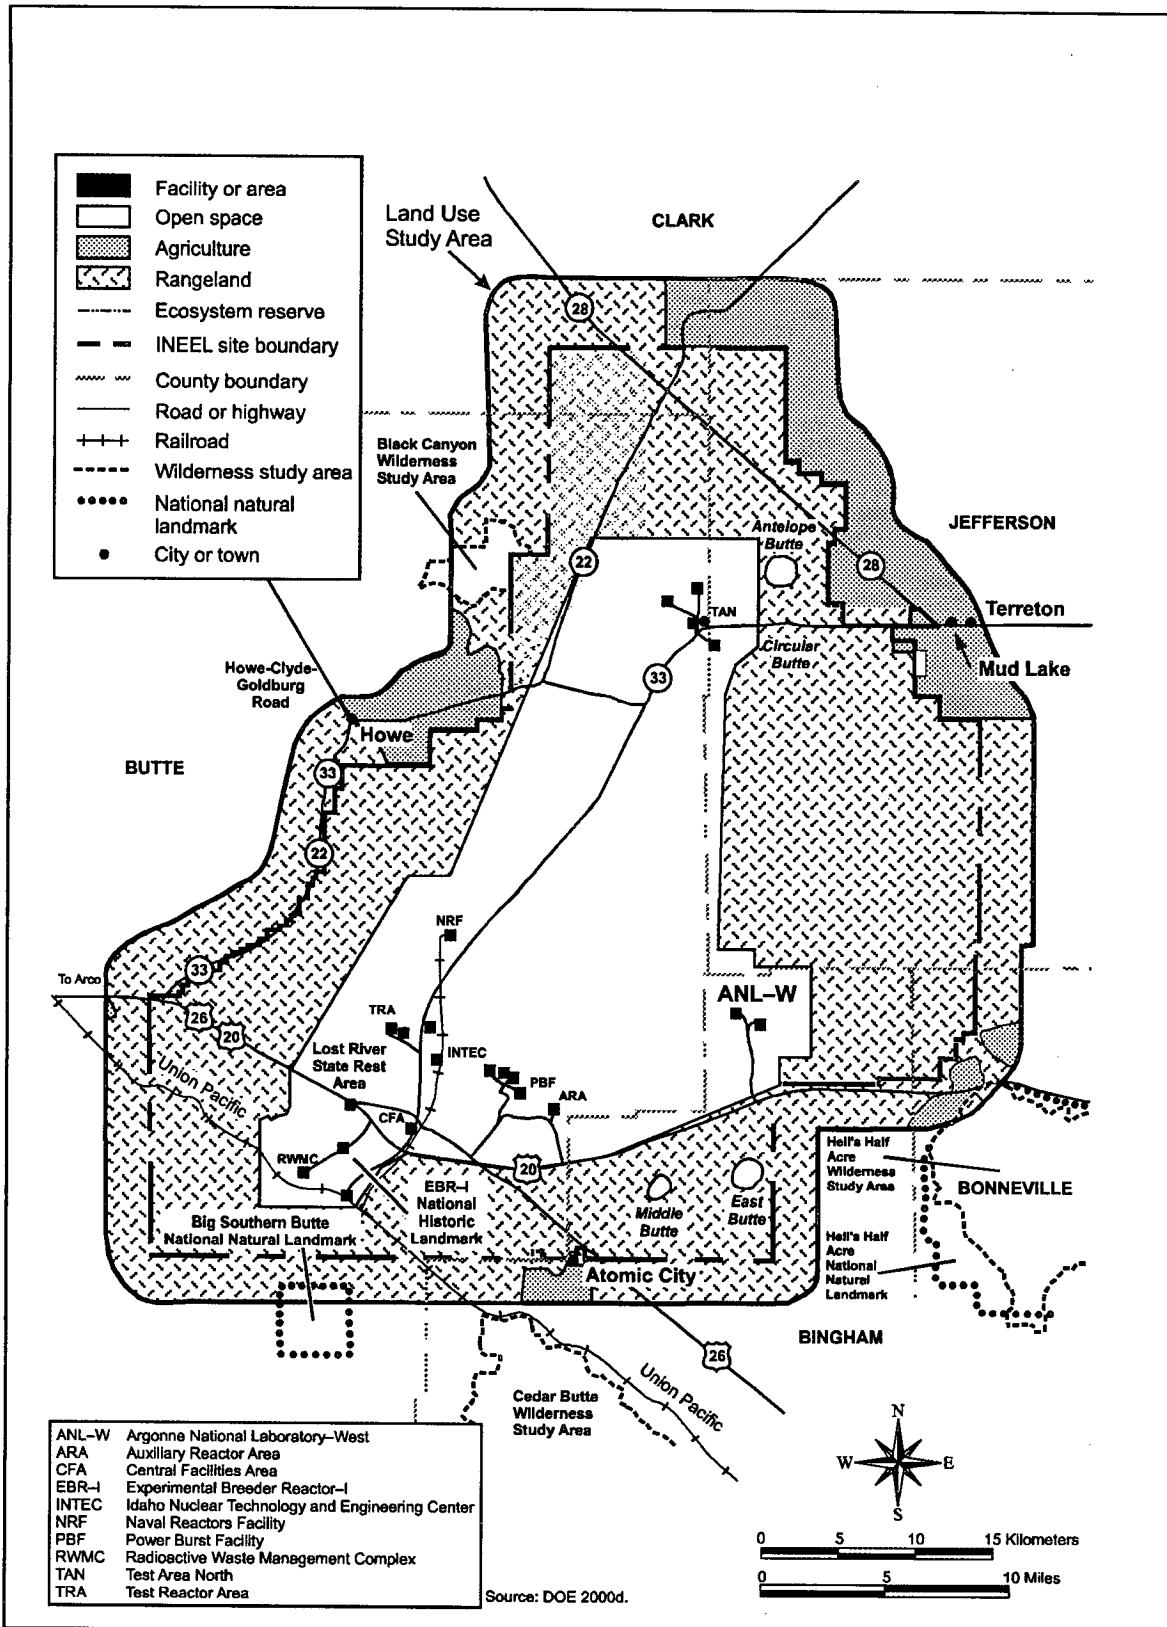 Facility or area
Open space
Agriculture
Rangeland
Ecosystem reserve
INEEL site boundary
County boundary
Road or highway
Railroad
Wilderness study area
National natural
landmark
City or town
Land Use
Study Area
CLARK
28
Black Canyon
Wilderness
Study Area
JEFFERSON
Antelope
Butte
22
28
TAN
Terreton
Circular
Butte
Mud Lake
33
Howe-Clyde-
Goldburg
Road
Howe
BUTTE
33
22
NRF
33
To Arco
26
20
ANL–W
TRA
Lost River
State Rest
Area
INTEC
Union Pacific
PBF
ARA
CFA
RWMC
20
EBR–I
National
Historic
Landmark
Hell's Half
Acre
Wilderness
Study Area
BONNEVILLE
Middle
Butte
East
Butte
Big Southern Butte
National Natural Landmark
Hell's Half
Acre
National
Natural
Landmark
Atomic City
BINGHAM
26
Union Pacific
Cedar Butte
Wilderness
Study Area
ANL–W Argonne National Laboratory–West
ARA Auxiliary Reactor Area
CFA Central Facilities Area
EBR–I Experimental Breeder Reactor–I
INTEC Idaho Nuclear Technology and Engineering Center
NRF Naval Reactors Facility
PBF Power Burst Facility
RWMC Radioactive Waste Management Complex
TAN Test Area North
TRA Test Reactor Area
Source: DOE 2000d.
N
W E
S
0 5 10 15 Kilometers
0 5 10 Miles